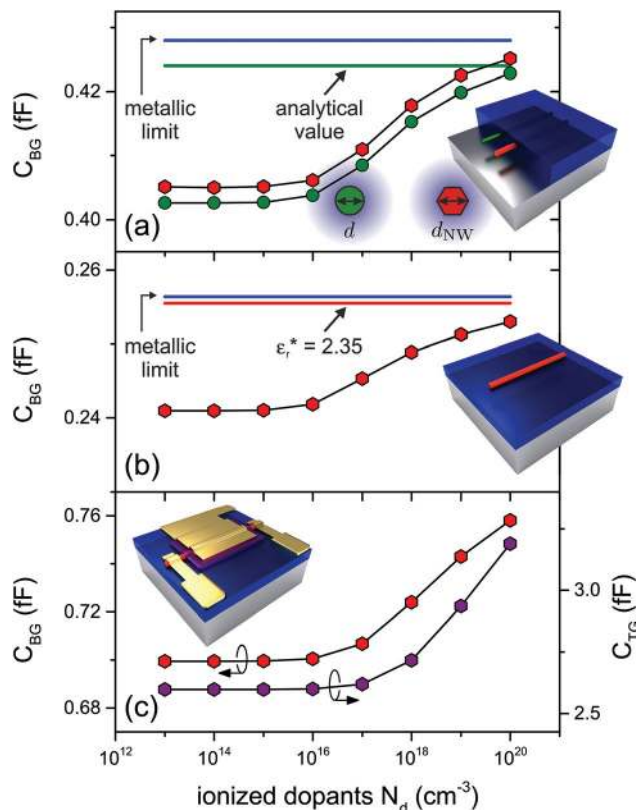 C_BG (fF)
0.42
0.40
metallic
limit
analytical
value
d
d_NW
(a)
C_BG (fF)
0.26
0.24
metallic
limit
ε_r* = 2.35
(b)
C_BG (fF)
0.76
0.72
0.68
C_TG (fF)
3.0
2.5
(c)
10^12 10^14 10^16 10^18 10^20
ionized dopants N_d (cm^-3)